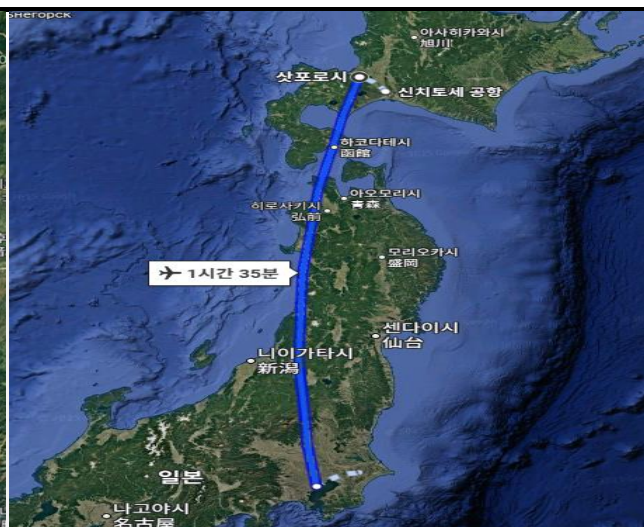 негорск
아사히카와시
旭川
삿포로시
신치토세 공항
하코다테시
函館
아오모리시
青森
히로사키시
弘前
모리오카시
盛岡
1시간 35분
센다이시
仙台
니이가타시
新潟
일본
나고야시
名古屋